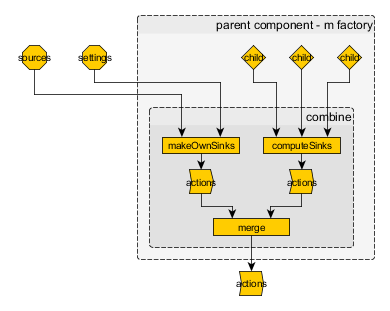 parent component - m factory
sources
settings
child
child
child
combine
makeOwnSinks
computeSinks
actions
actions
merge
actions